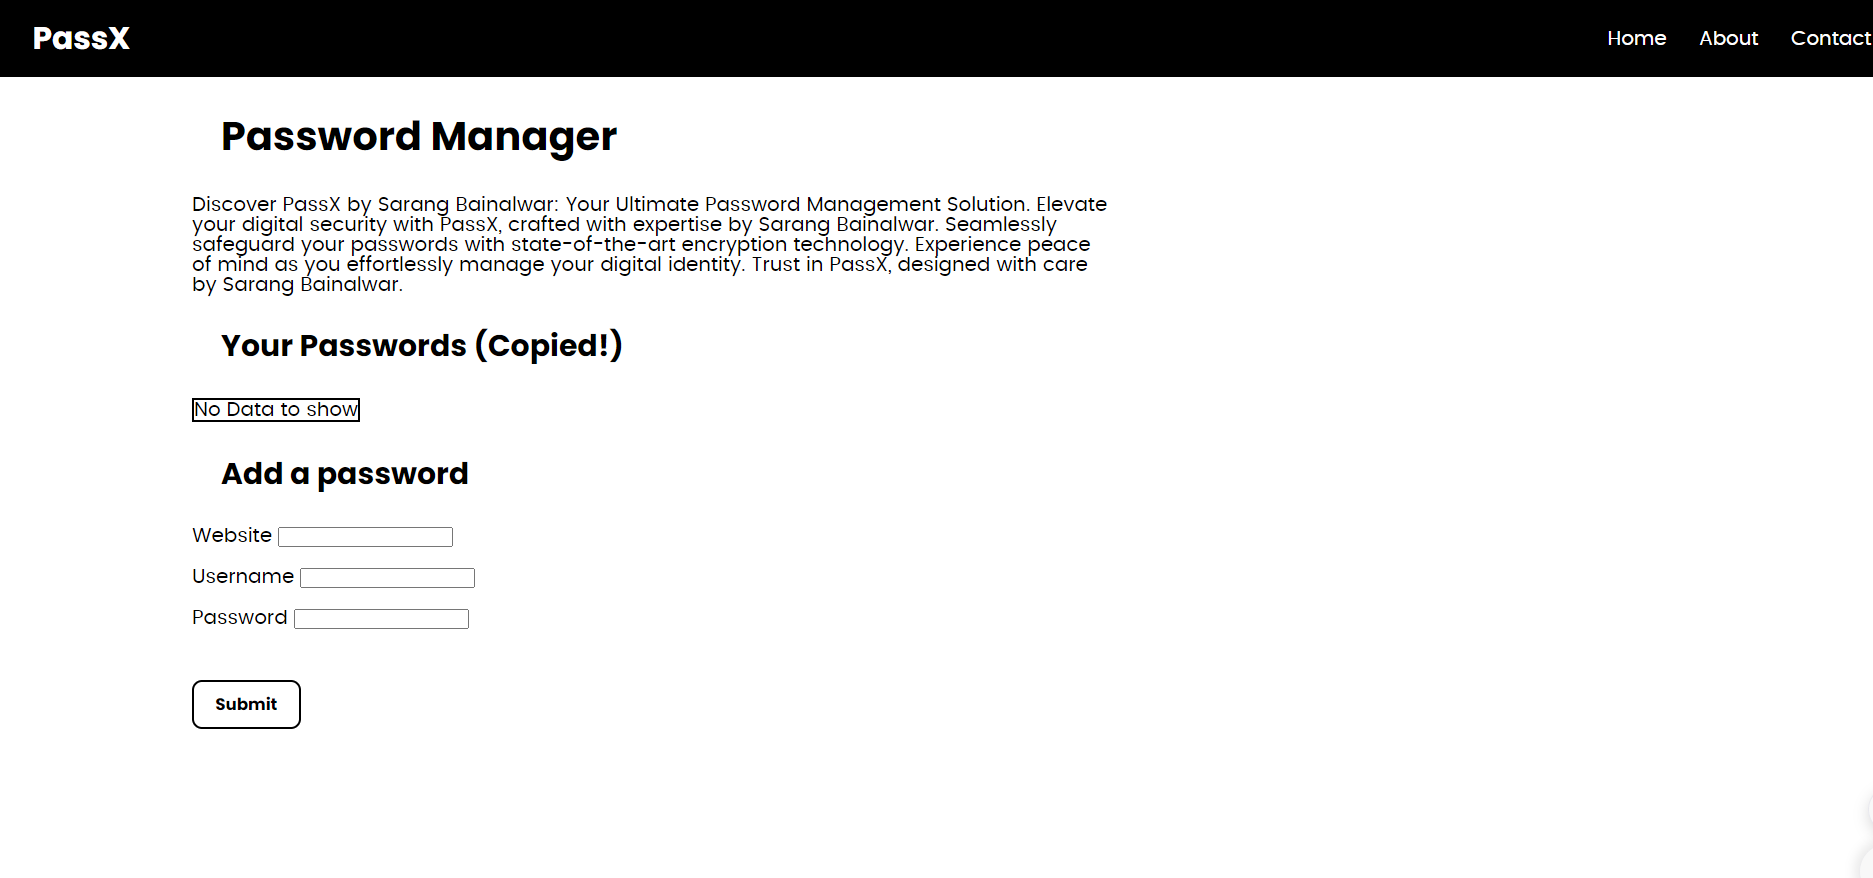 PassX
Home About Contact
Password Manager
Discover PassX by Sarang Bainalwar: Your Ultimate Password Management Solution. Elevate
your digital security with PassX, crafted with expertise by Sarang Bainalwar. Seamlessly
safeguard your passwords with state-of-the-art encryption technology. Experience peace
of mind as you effortlessly manage your digital identity. Trust in PassX, designed with care
by Sarang Bainalwar.
Your Passwords (Copied!)
No Data to show
Add a password
Website
Username
Password
Submit